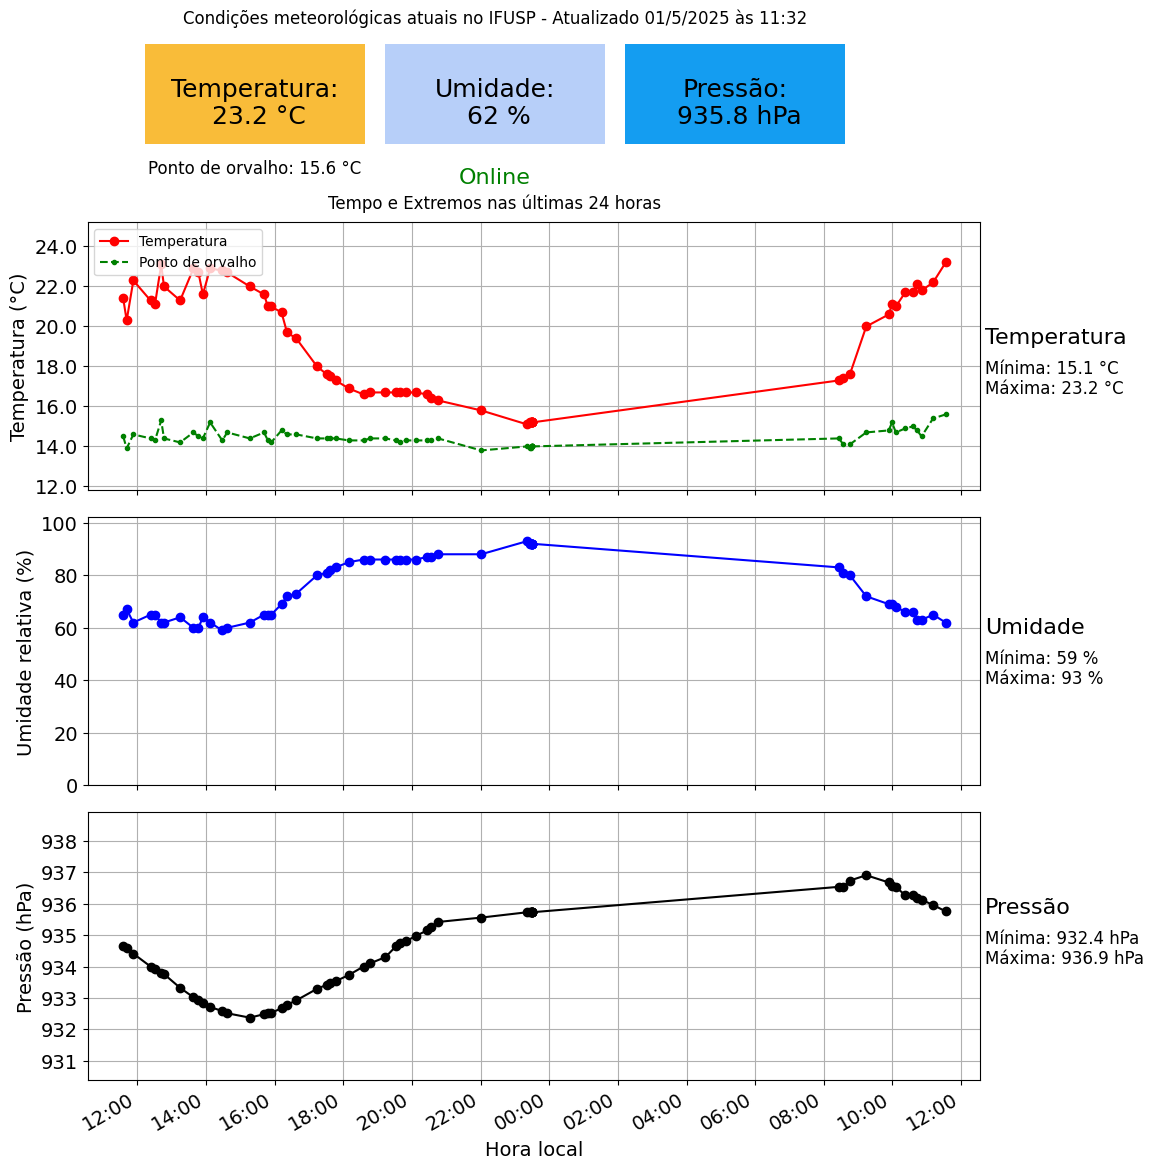 Condições meteorológicas atuais no IFUSP - Atualizado 01/5/2025 às 11:32
Temperatura:
23.2 °C
Umidade:
62 %
Pressão:
935.8 hPa
Ponto de orvalho: 15.6 °C
Online
Tempo e Extremos nas últimas 24 horas
Temperatura
Ponto de orvalho
Temperatura (°C)
24.0
22.0
20.0
18.0
16.0
14.0
12.0
Temperatura
Mínima: 15.1 °C
Máxima: 23.2 °C
Umidade relativa (%)
100
80
60
40
20
0
Umidade
Mínima: 59 %
Máxima: 93 %
Pressão (hPa)
938
937
936
935
934
933
932
931
Pressão
Mínima: 932.4 hPa
Máxima: 936.9 hPa
12:00
14:00
16:00
18:00
20:00
22:00
00:00
02:00
04:00
06:00
08:00
10:00
12:00
Hora local